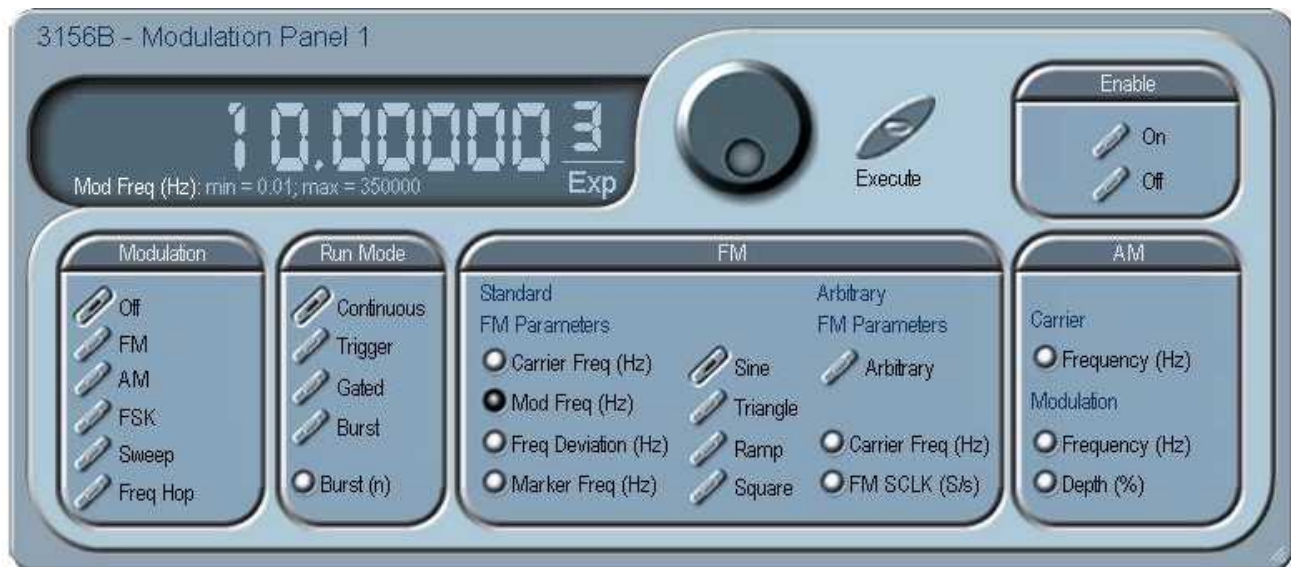 3156B - Modulation Panel 1
10.00000 3
Exp
Mod Freq (Hz): min = 0.01; max = 350000
Execute
Enable
On
Off
Modulation
Off
FM
AM
FSK
Sweep
Freq Hop
Run Mode
Continuous
Trigger
Gated
Burst
Burst (n)
FM
Standard
FM Parameters
Carrier Freq (Hz)
Mod Freq (Hz)
Freq Deviation (Hz)
Marker Freq (Hz)
Sine
Triangle
Ramp
Square
Arbitrary
FM Parameters
Arbitrary
Carrier Freq (Hz)
FM SCLK (S/s)
AM
Carrier
Frequency (Hz)
Modulation
Frequency (Hz)
Depth (%)